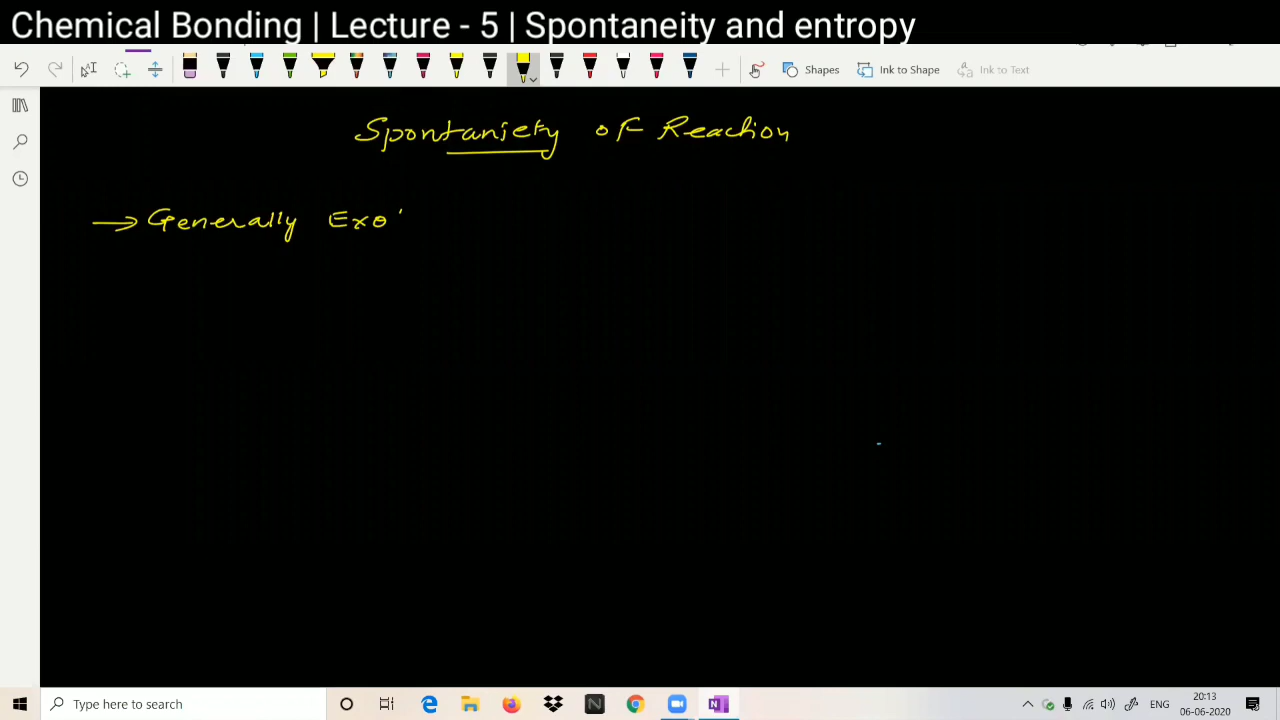 Chemical Bonding | Lecture - 5 | Spontaneity and entropy
Shapes
Ink to Shape
Ink to Text
Spontaniety of Reaction
→ Generally Exo
Type here to search
ENG
20:13
06-06-2020